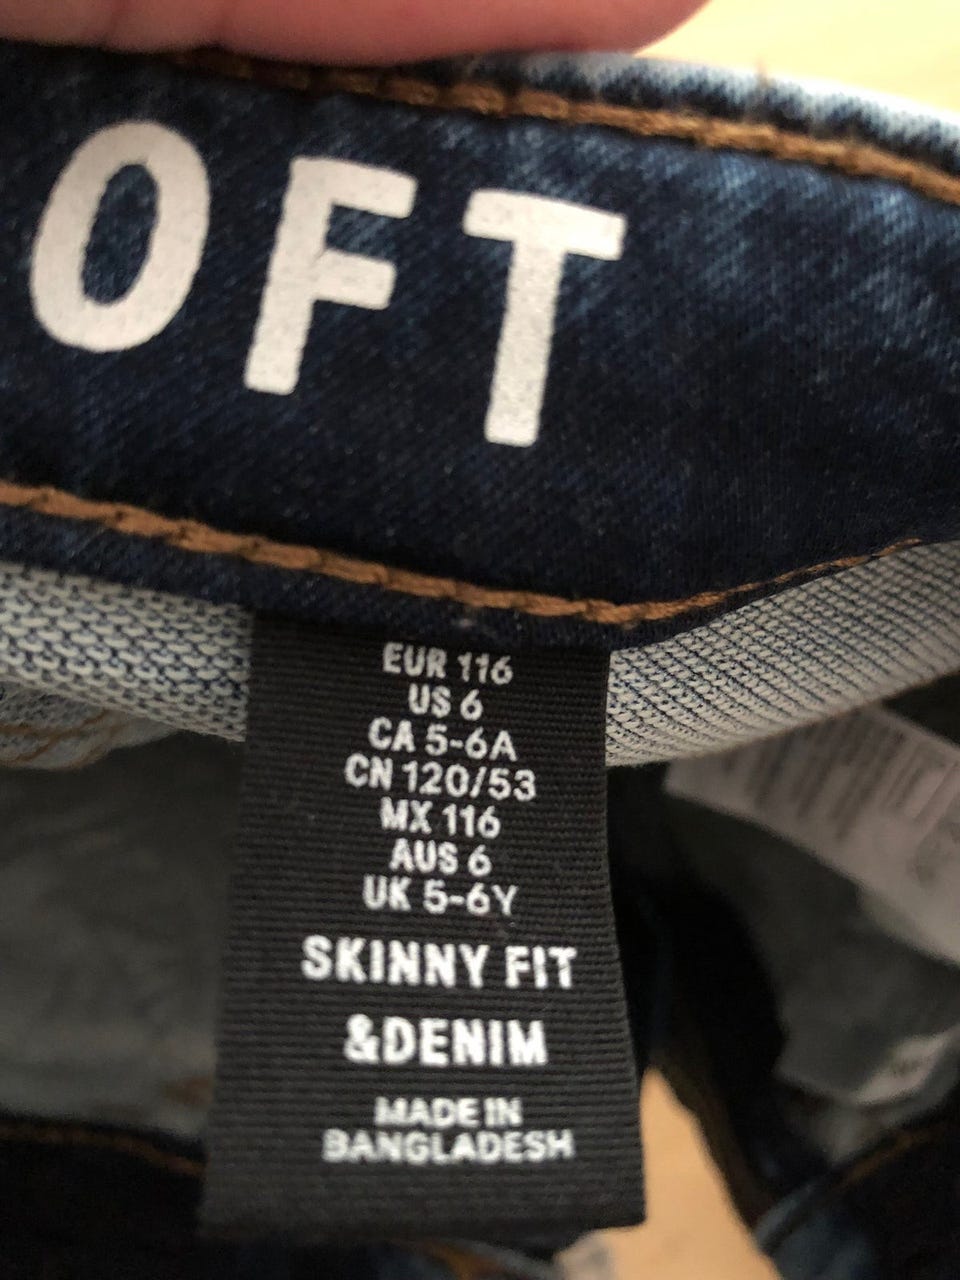 OFT
EUR 116
US 6
CA 5-6A
CN 120/53
MX 116
AUS 6
UK 5-6Y
SKINNY FIT
&DENIM
MADE IN
BANGLADESH